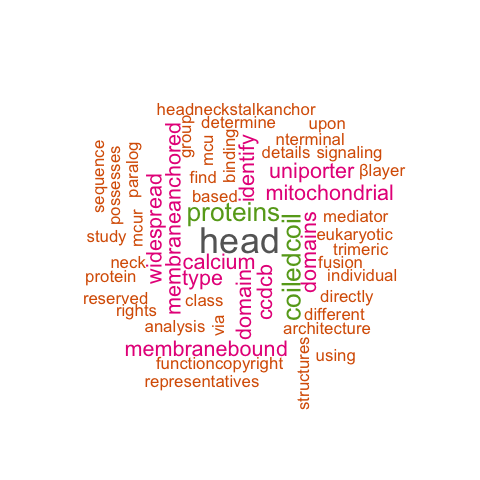 headneckstalkanchor
determine
upon
group
mcu
binding
identify
nterminal
details
signaling
sequence
possesses
paralog
membraneanchored
find
uniporter
βlayer
widespread
based
mitochondrial
proteins
coiledcoil
domains
mediator
study
mcur
head
eukaryotic
trimeric
neck
calcium
fusion
protein
type
domain
ccdcb
individual
reserved
rights
class
directly
via
different
analysis
architecture
membranebound
structures
using
functioncopyright
representatives